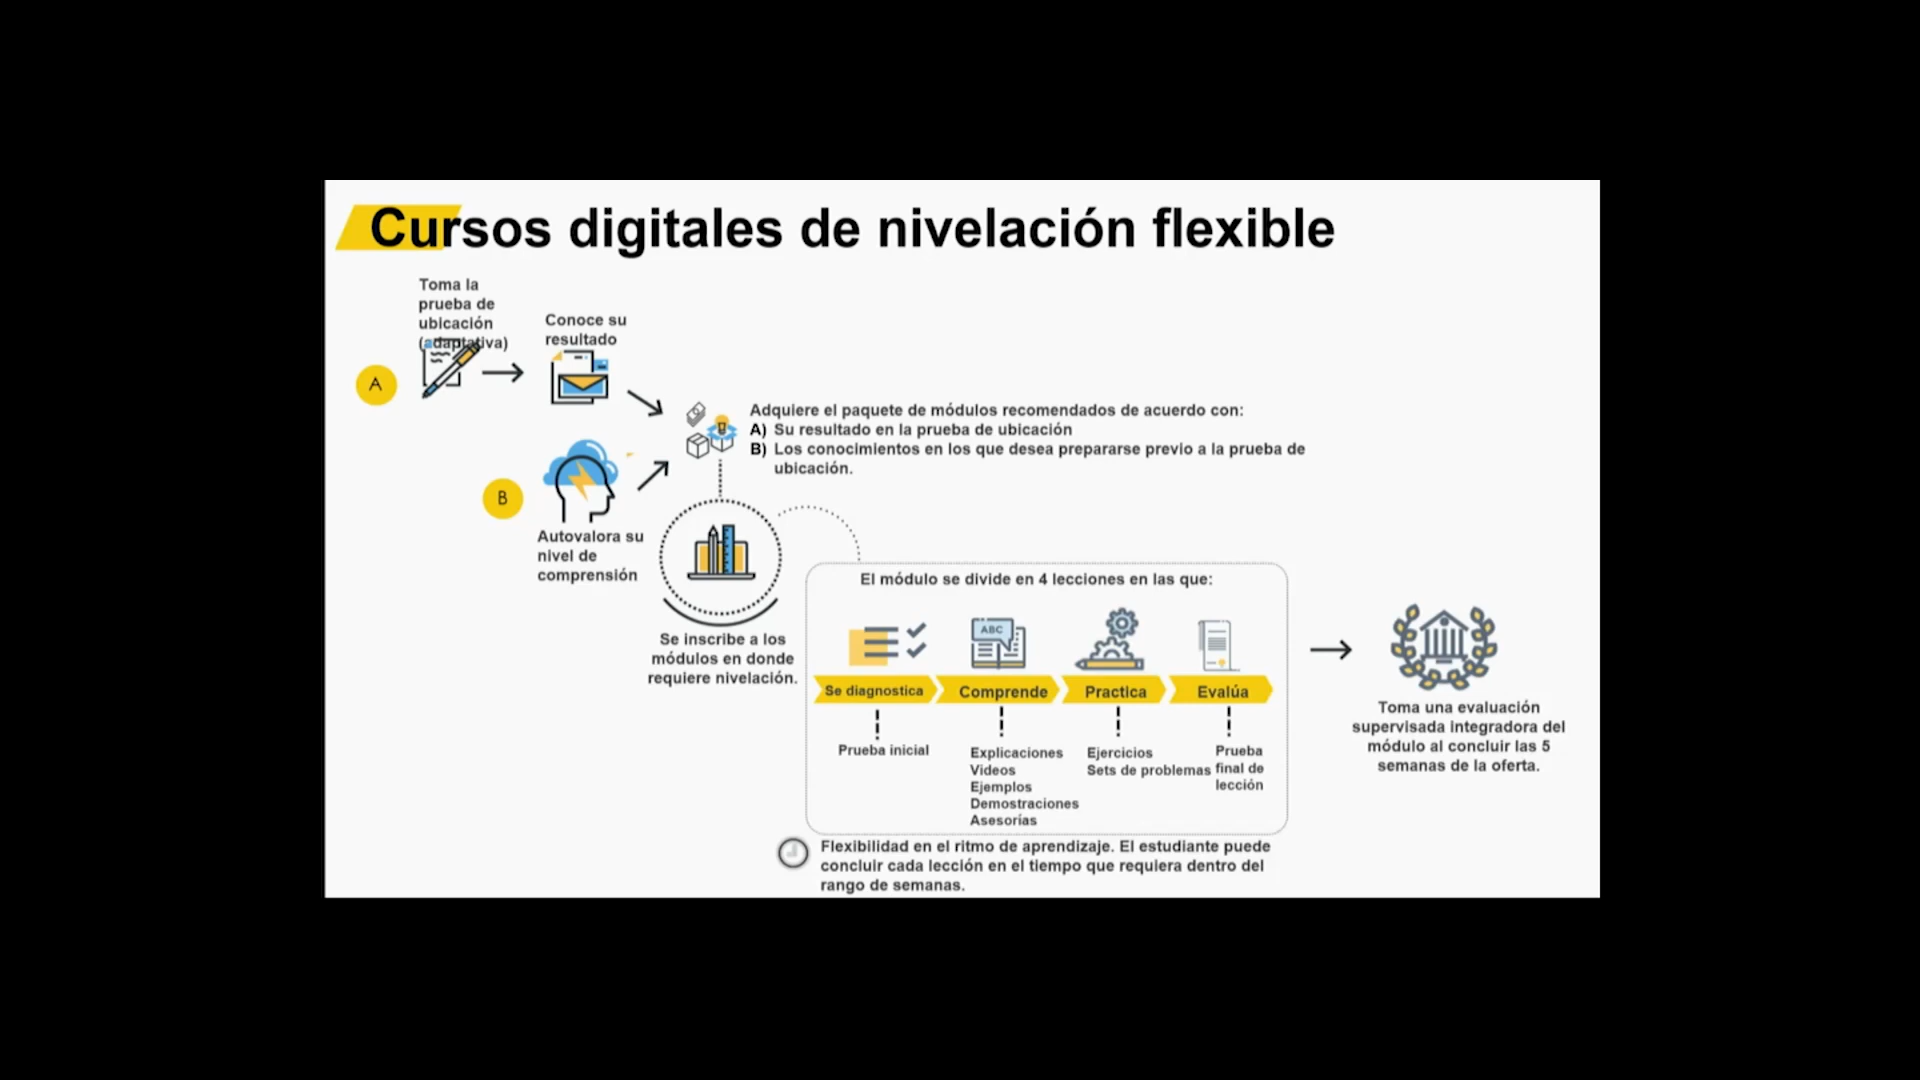 Cursos digitales de nivelación flexible
Toma la
prueba de
ubicación
(adaptativa)
Conoce su
resultado
A
Adquiere el paquete de módulos recomendados de acuerdo con:
A) Su resultado en la prueba de ubicación
B) Los conocimientos en los que desea prepararse previo a la prueba de
ubicación.
B
Autovalora su
nivel de
comprensión
Se inscribe a los
módulos en donde
requiere nivelación.
El módulo se divide en 4 lecciones en las que:
ABC
Se diagnostica
Comprende
Practica
Evalúa
Prueba inicial
Explicaciones
Videos
Ejemplos
Demostraciones
Asesorías
Ejercicios
Sets de problemas
Prueba
final de
lección
Toma una evaluación
supervisada integradora del
módulo al concluir las 5
semanas de la oferta.
Flexibilidad en el ritmo de aprendizaje. El estudiante puede
concluir cada lección en el tiempo que requiera dentro del
rango de semanas.